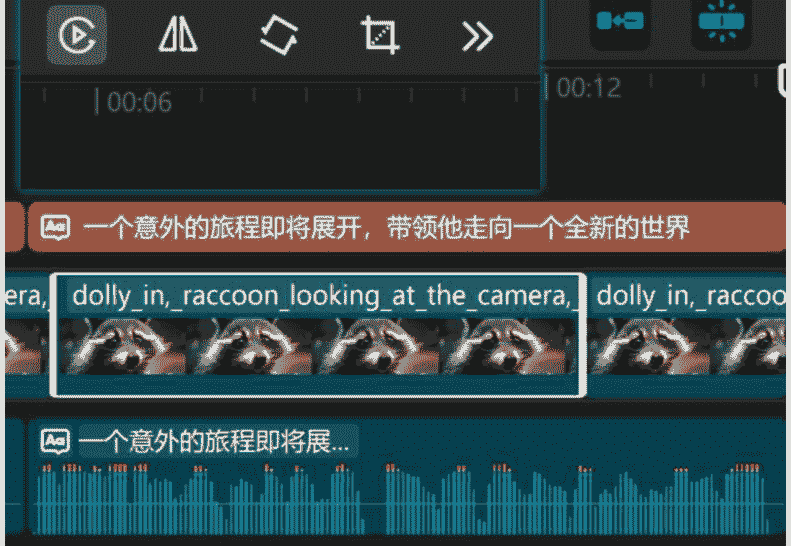 00:06
00:12
Aa 一个意外的旅程即将展开，带领他走向一个全新的世界
era,
dolly_in,_raccoon_looking_at_the_camera,_
dolly_in,_raccoo
Aa 一个意外的旅程即将展...